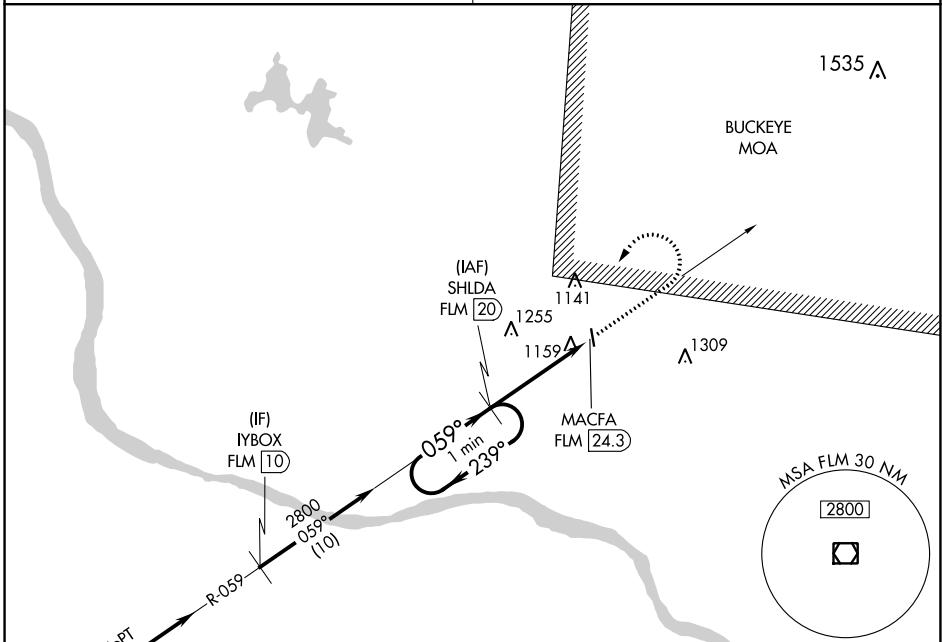 1535
BUCKEYE
MOA
(IAF)
SHLDA
FLM 20
1141
1255
1159
1309
MACFA
FLM 24.3
059°
1 min
239°
(IF)
IYBOX
FLM 10
2800
059°
(10)
R-059
MSA FLM 30 NM
2800